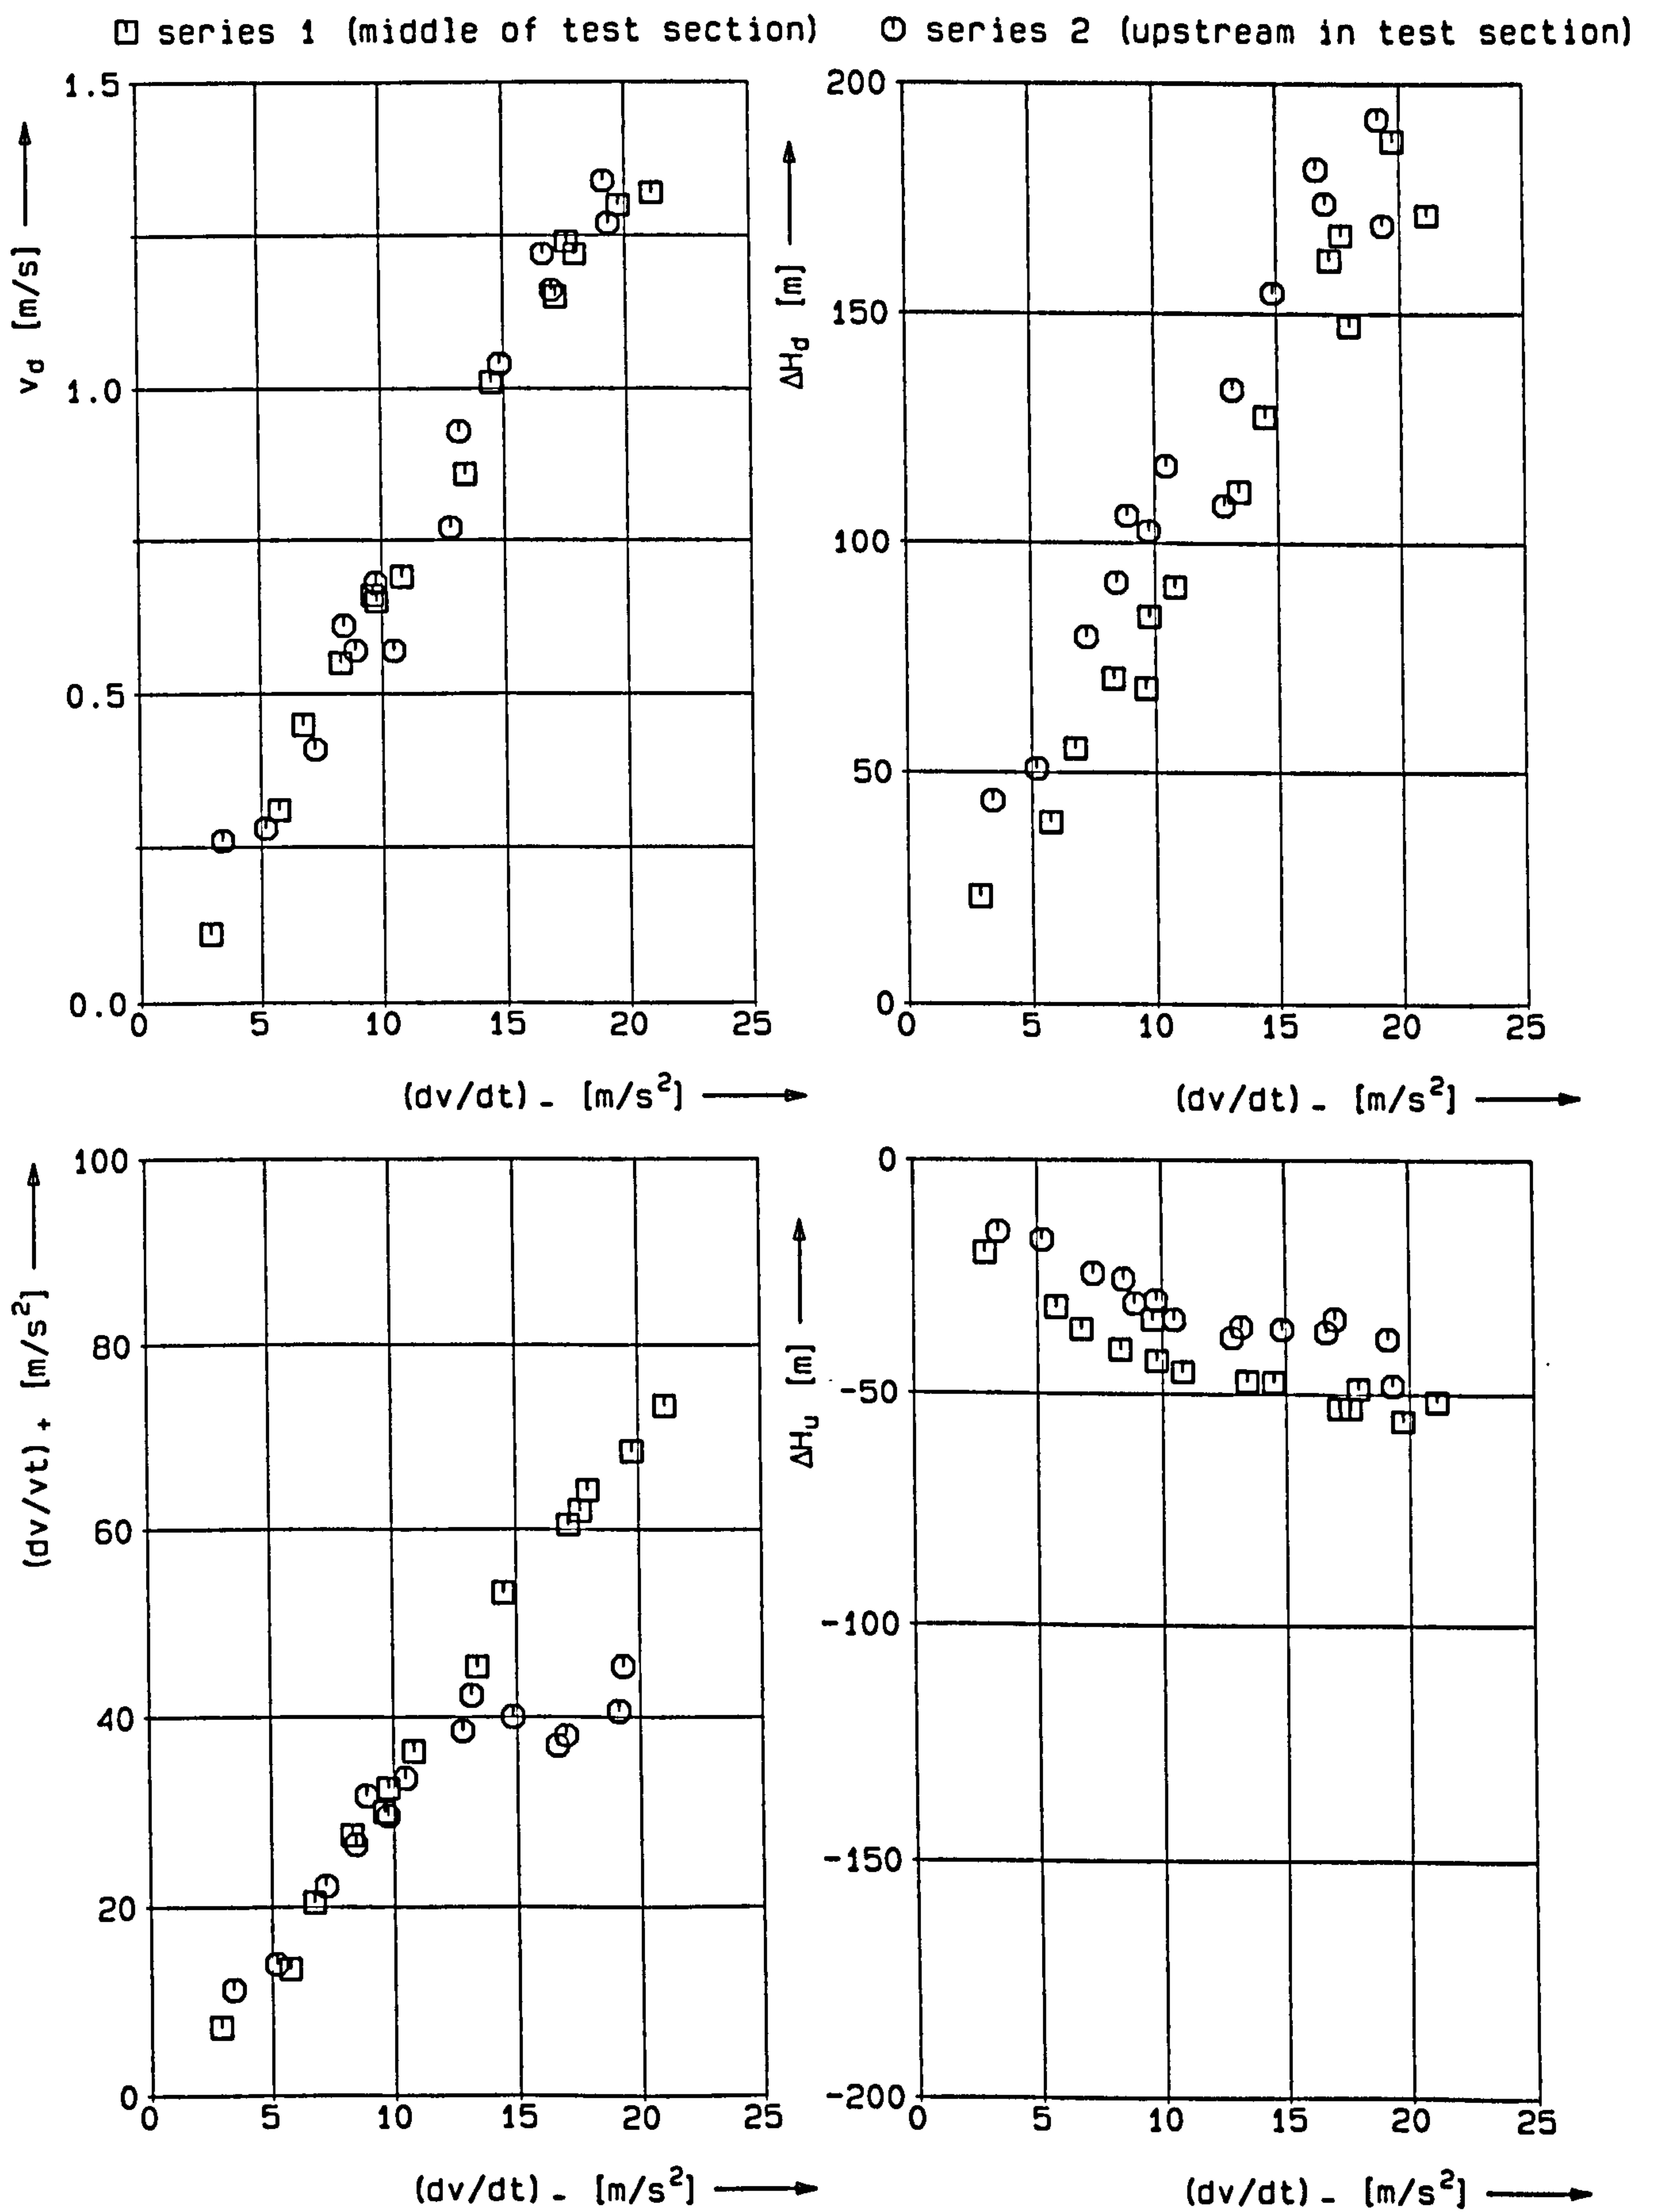 series 1 (middle of test section) series 2 (upstream in test section)
v_d [m/s]
1.5
1.0
0.5
0.0
0 5 10 15 20 25
(dv/dt)_- [m/s²]
ΔH_d [m]
200
150
100
50
0
0 5 10 15 20 25
(dv/dt)_- [m/s²]
(dv/vt)_+ [m/s²]
100
80
60
40
20
0
0 5 10 15 20 25
(dv/dt)_- [m/s²]
ΔH_u [m]
0
-50
-100
-150
-200
0 5 10 15 20 25
(dv/dt)_- [m/s²]